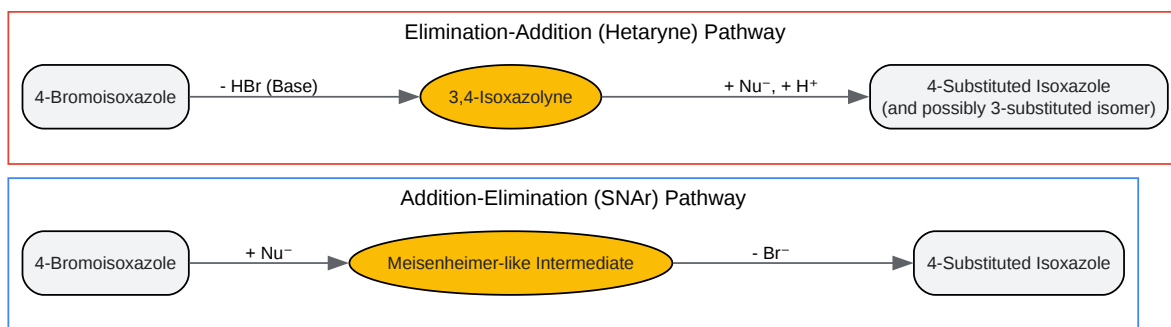 Elimination-Addition (Hetaryne) Pathway
4-Bromoisoxazole
- HBr (Base)
3,4-Isoxazolyne
+ Nu⁻, + H⁺
4-Substituted Isoxazole
(and possibly 3-substituted isomer)
Addition-Elimination (SNAr) Pathway
4-Bromoisoxazole
+ Nu⁻
Meisenheimer-like Intermediate
- Br⁻
4-Substituted Isoxazole